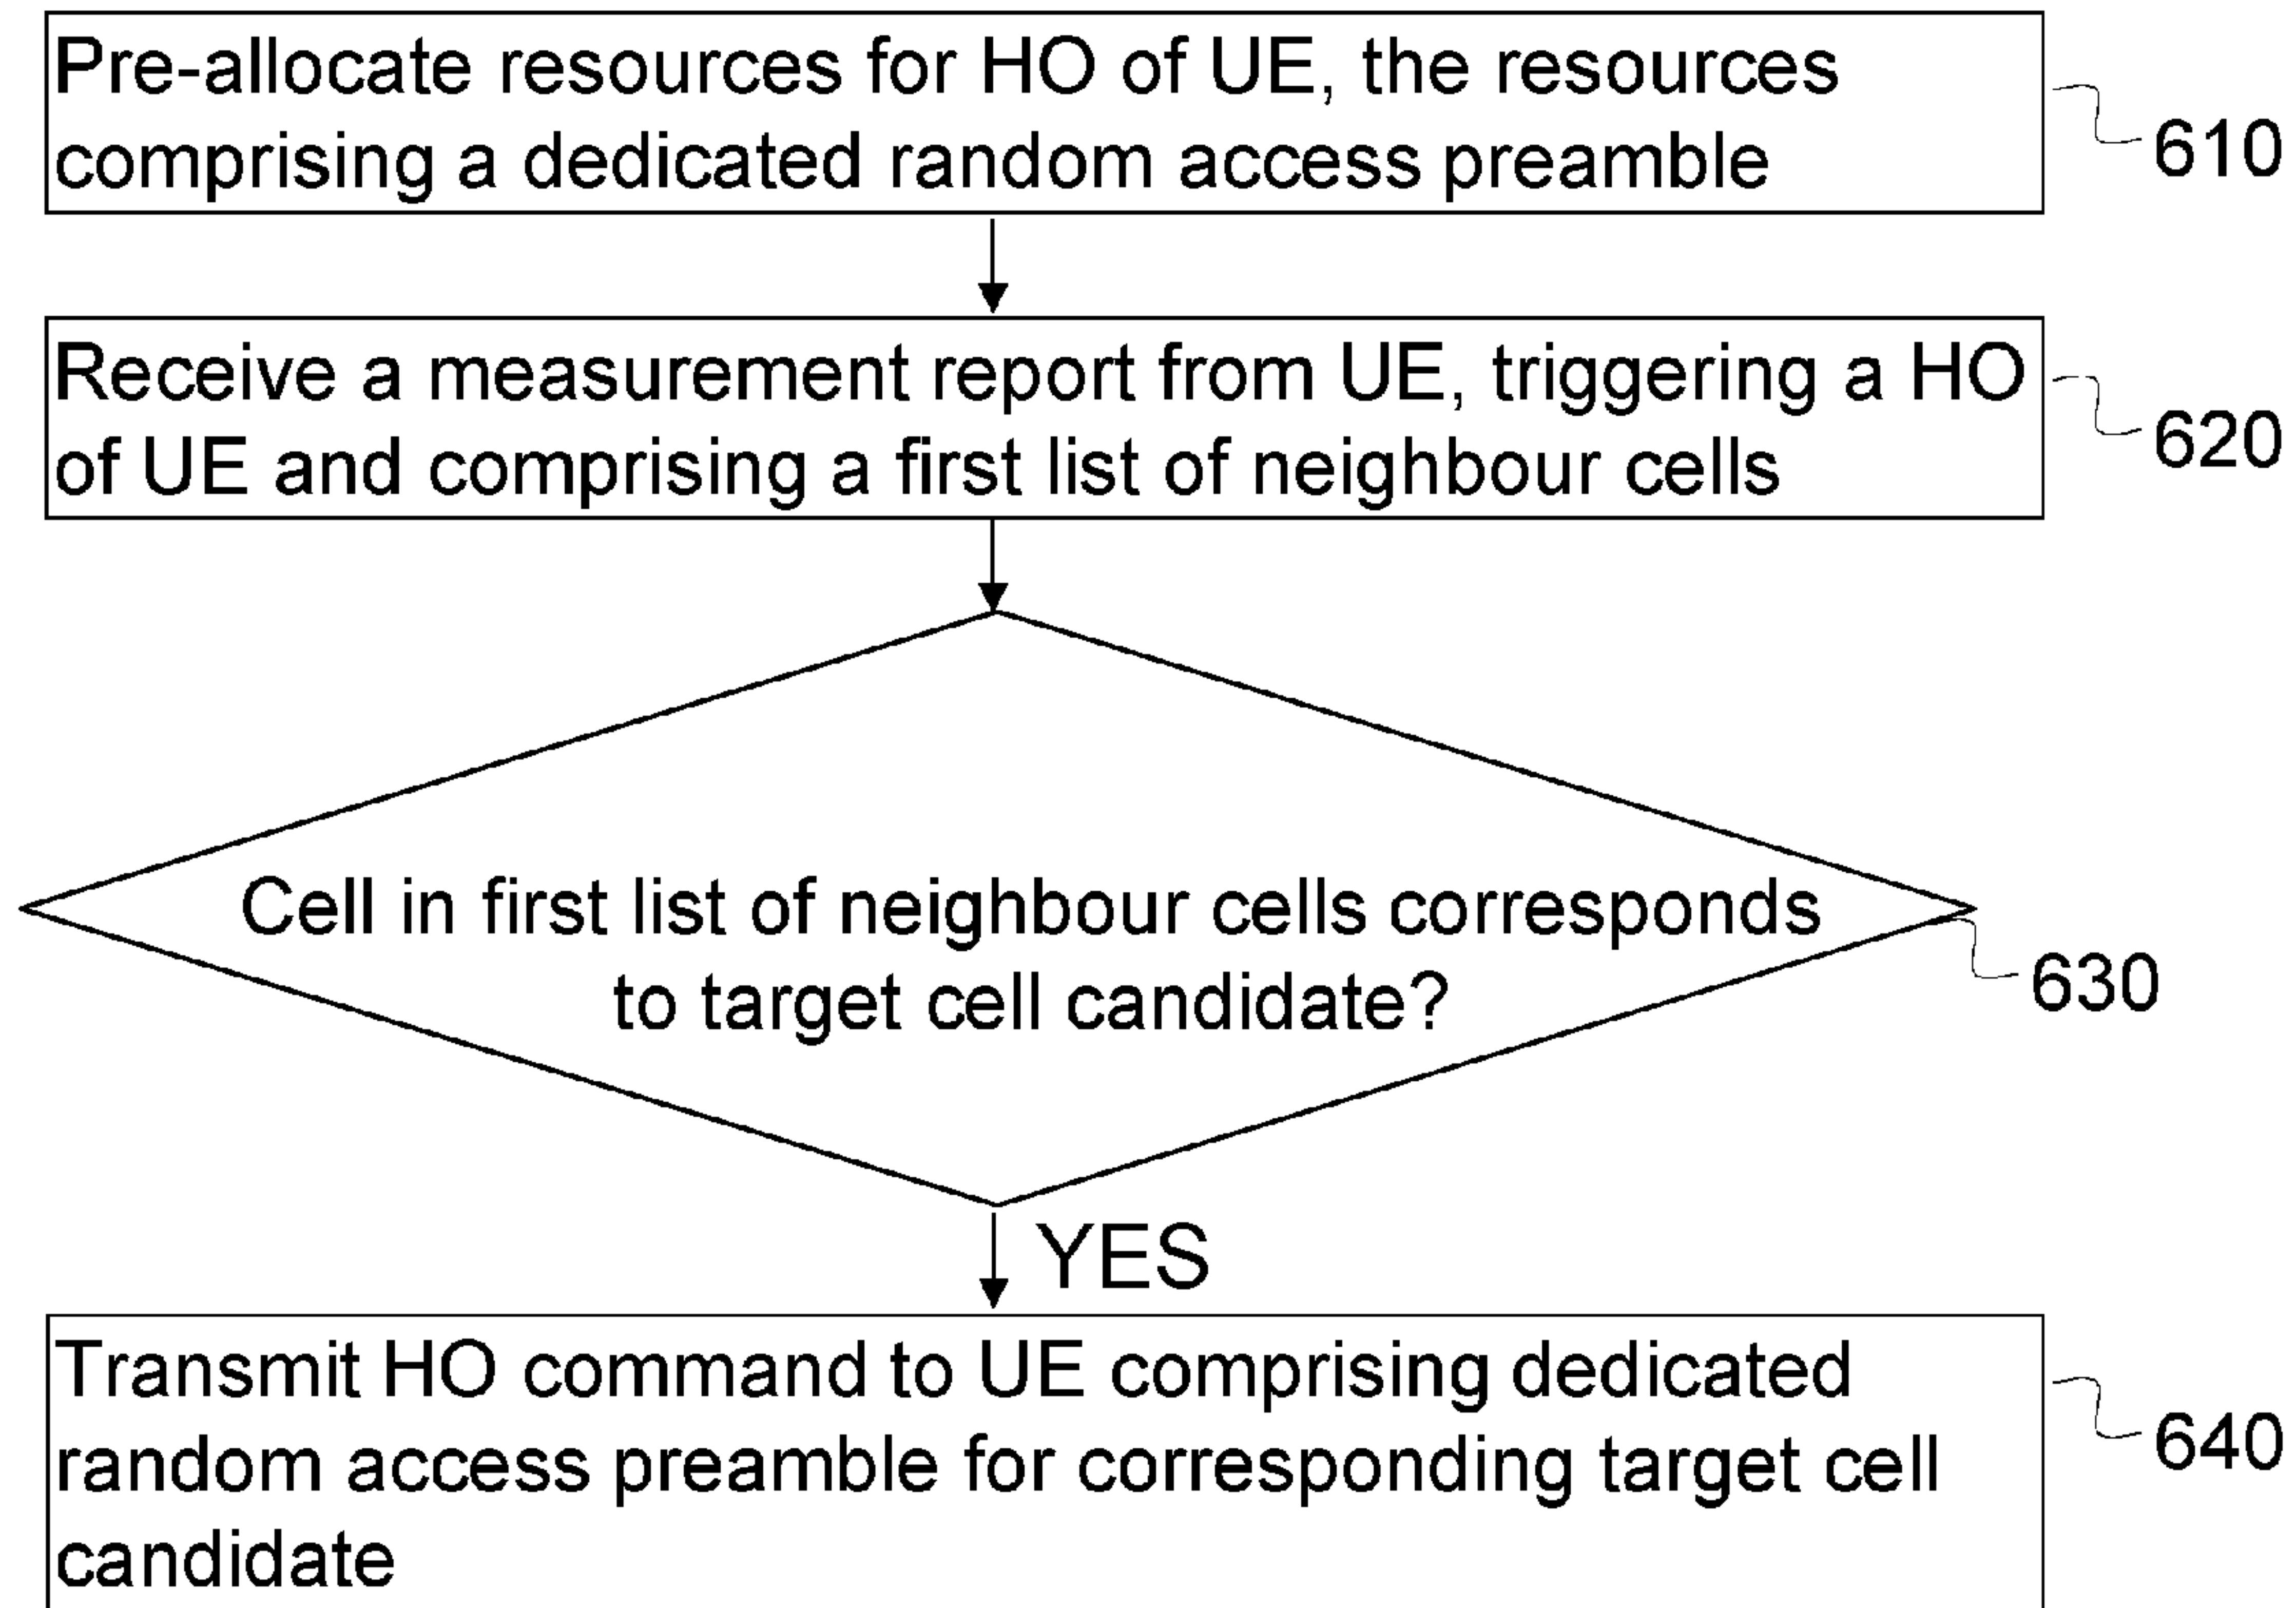 Pre-allocate resources for HO of UE, the resources
comprising a dedicated random access preamble
610
Receive a measurement report from UE, triggering a HO
of UE and comprising a first list of neighbour cells
620
Cell in first list of neighbour cells corresponds
to target cell candidate?
630
YES
Transmit HO command to UE comprising dedicated
random access preamble for corresponding target cell
candidate
640